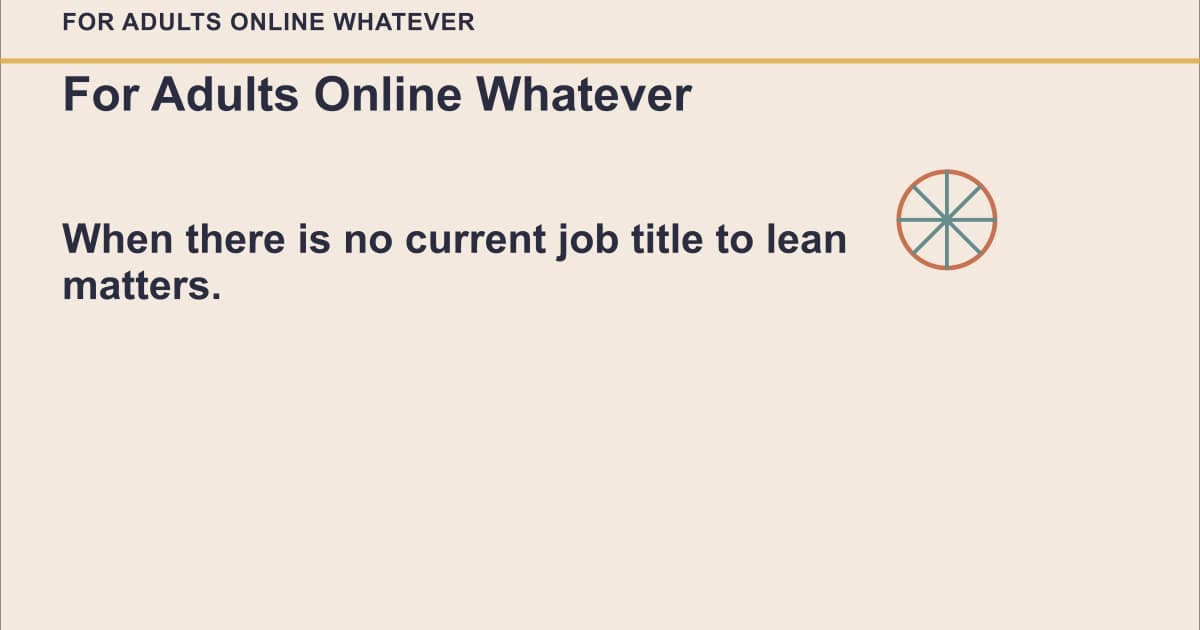 FOR ADULTS ONLINE WHATEVER
For Adults Online Whatever
When there is no current job title to lean
matters.